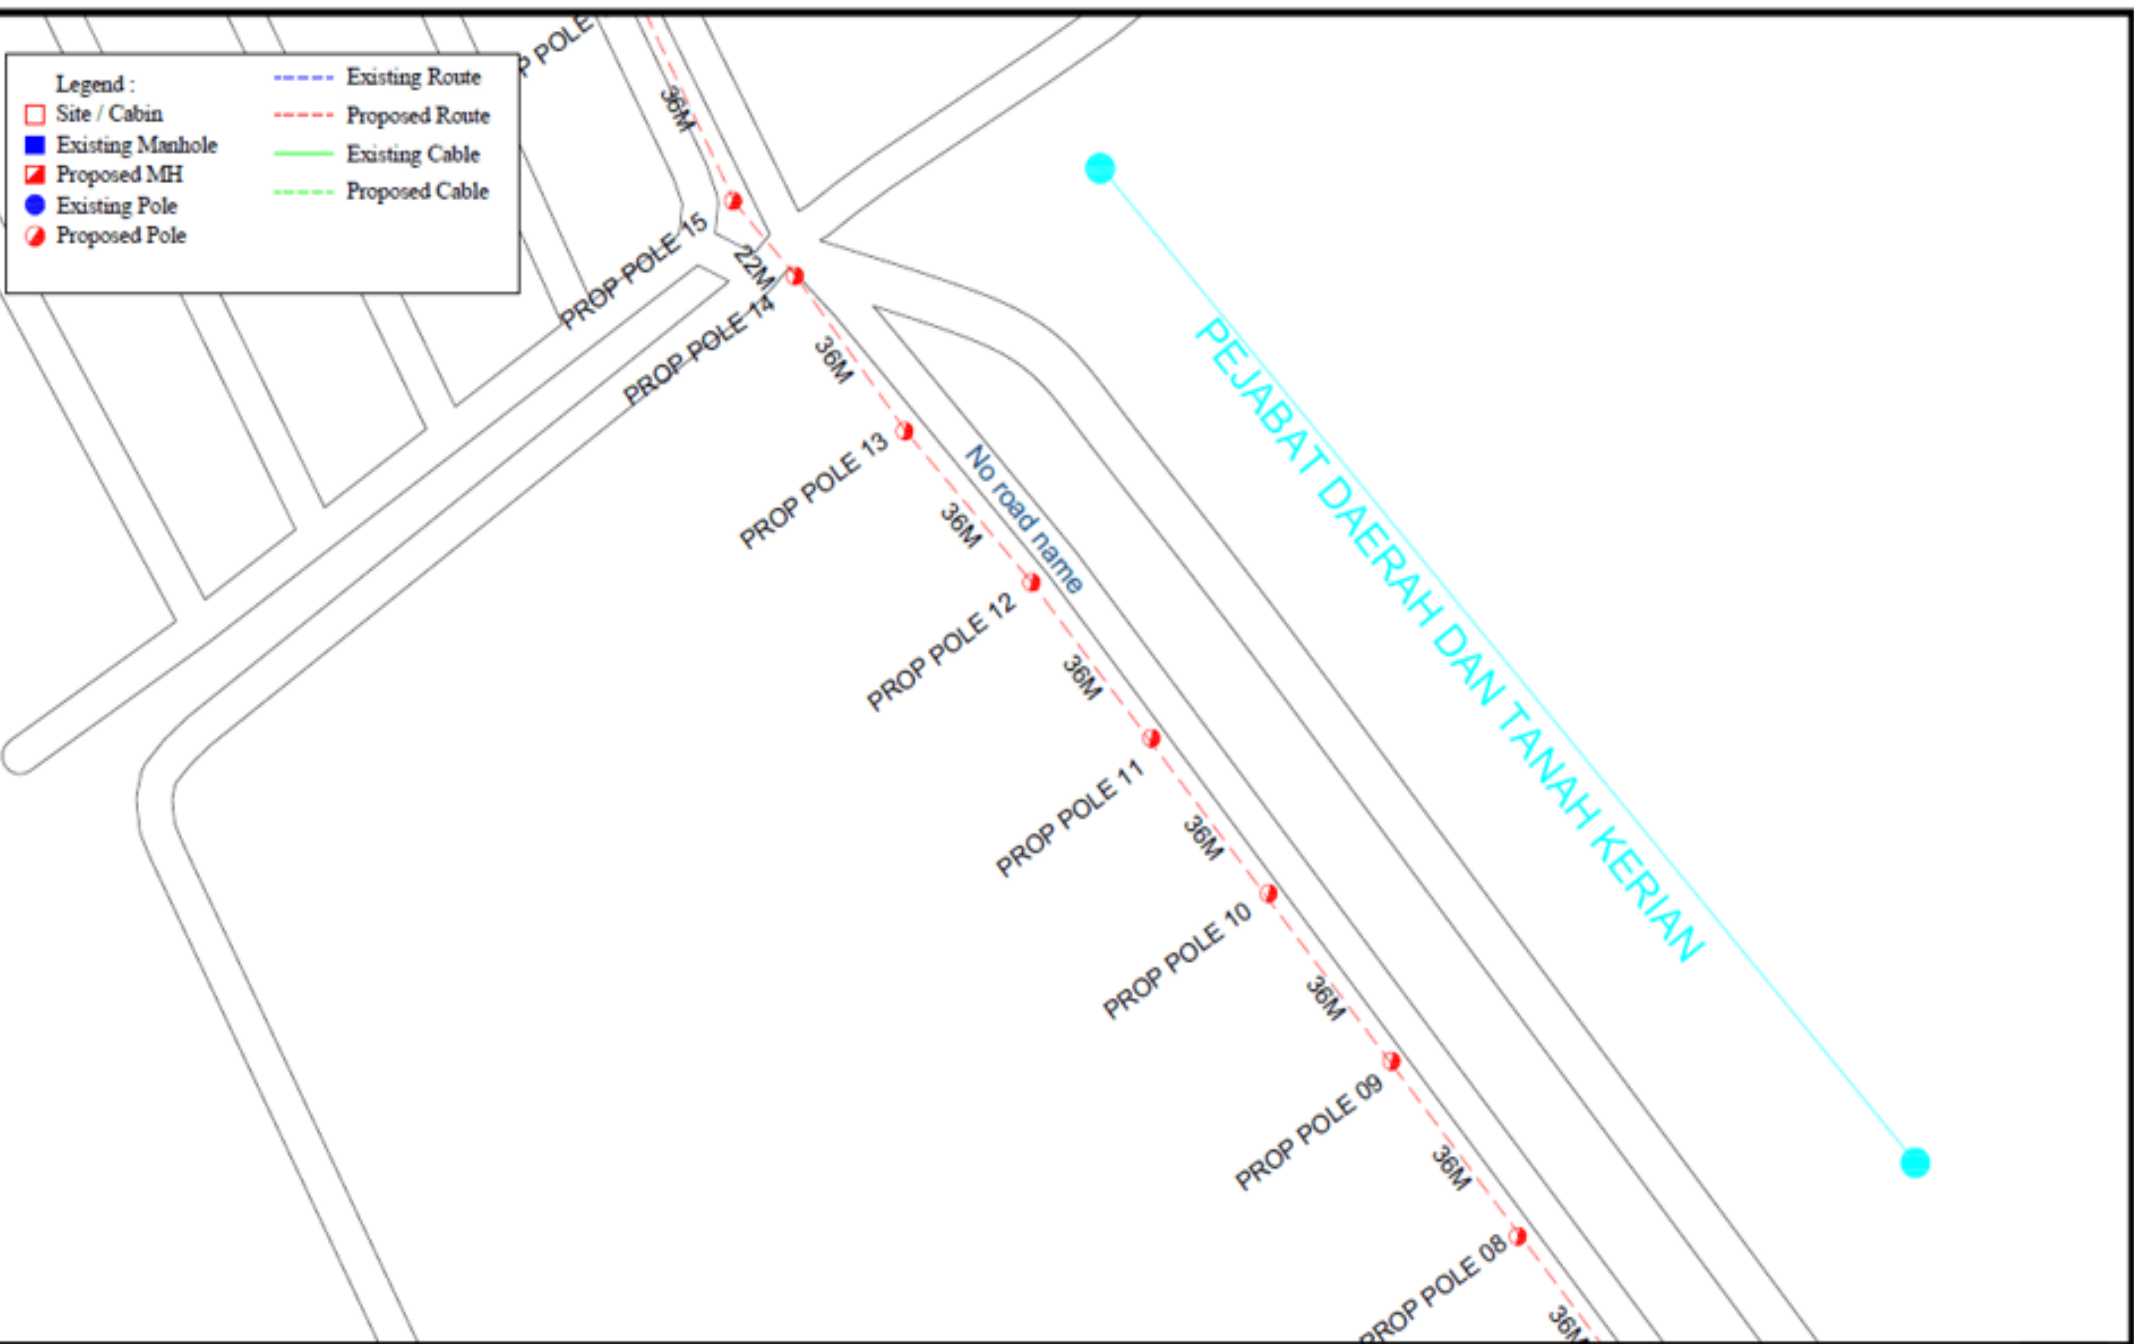 Legend :
Site / Cabin
Existing Manhole
Proposed MH
Existing Pole
Proposed Pole
Existing Route
Proposed Route
Existing Cable
Proposed Cable
P POLE
36M
PROP POLE 15
22M
PROP POLE 14
36M
PROP POLE 13
36M
No road name
PROP POLE 12
36M
PROP POLE 11
36M
PROP POLE 10
36M
PROP POLE 09
36M
PROP POLE 08
36M
PEJABAT DAERAH DAN TANAH KERIAN